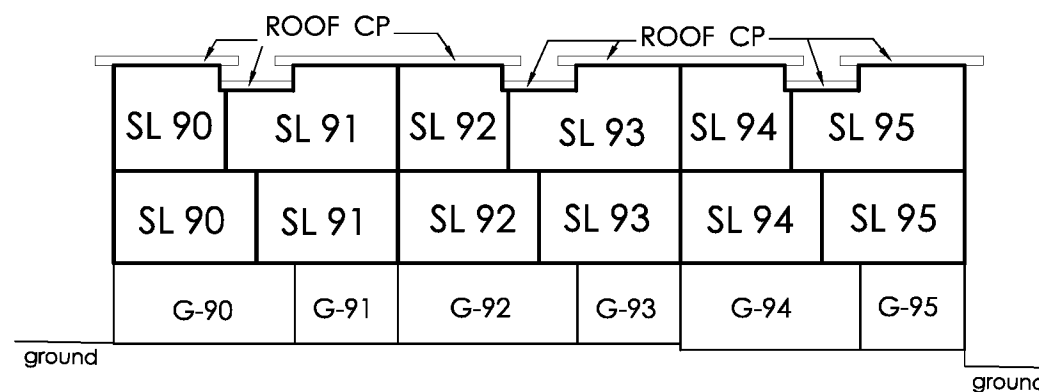 ROOF CP
ROOF CP
SL 90
SL 91
SL 92
SL 93
SL 94
SL 95
SL 90
SL 91
SL 92
SL 93
SL 94
SL 95
G-90
G-91
G-92
G-93
G-94
G-95
ground
ground